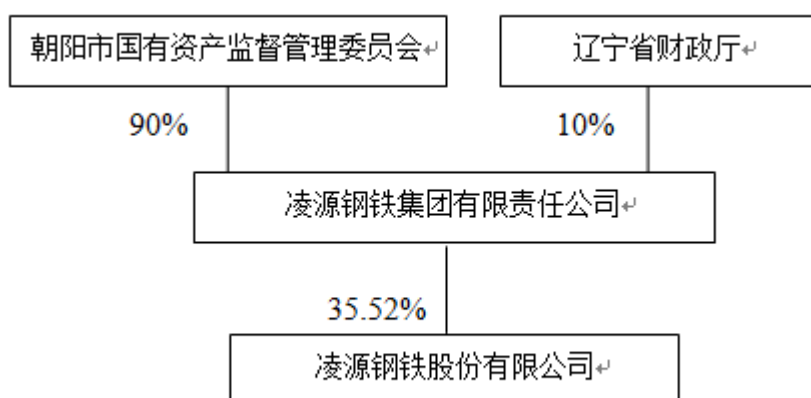 朝阳市国有资产监督管理委员会↵
辽宁省财政厅↵
90%
10%
凌源钢铁集团有限责任公司↵
35.52%
凌源钢铁股份有限公司↵